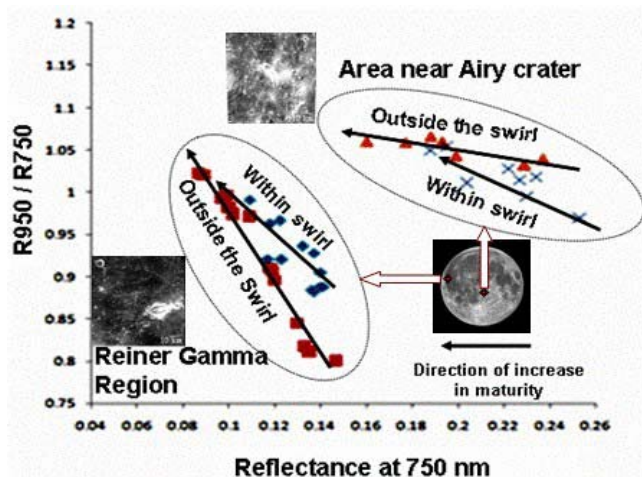 1.2
1.15
1.1
1.05
1
0.95
0.9
0.85
0.8
0.75
R950 / R750
0.04
0.06
0.08
0.1
0.12
0.14
0.16
0.18
0.2
0.22
0.24
0.26
Reflectance at 750 nm
Area near Airy crater
Outside the swirl
Within swirl
Within swirl
Outside the Swirl
Reiner Gamma
Region
Direction of increase
in maturity